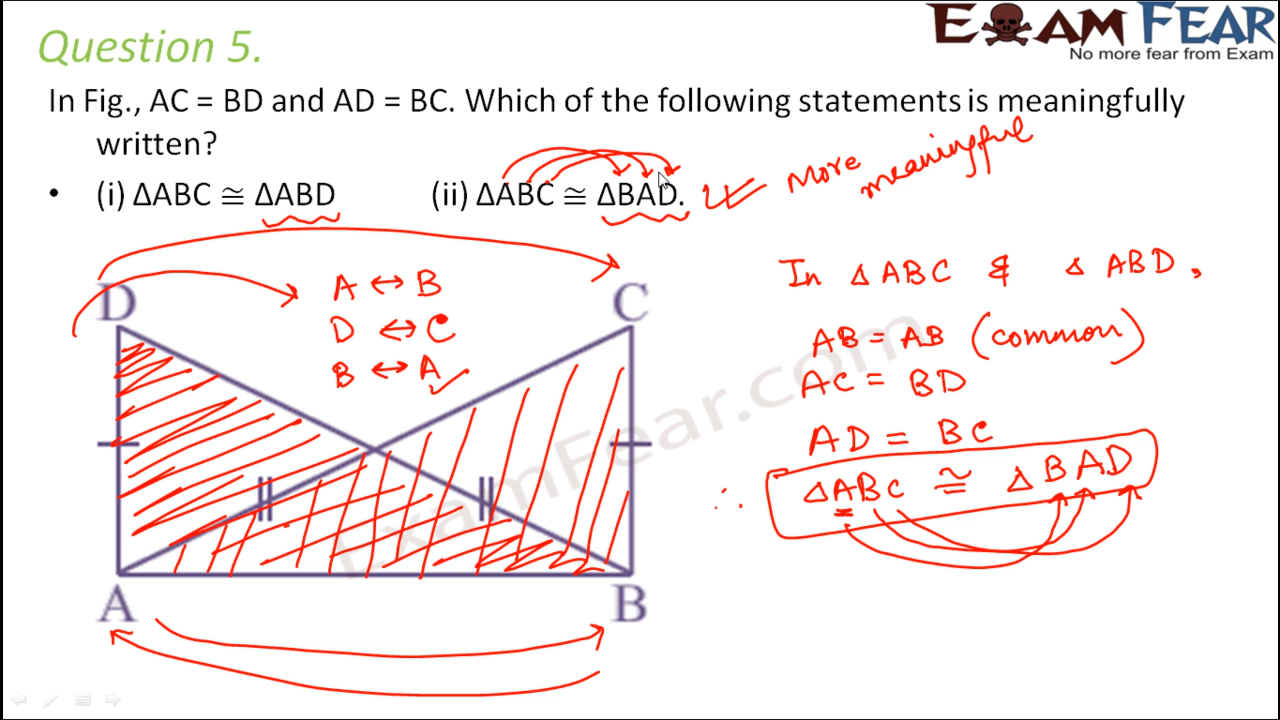 EXAM FEAR
No more fear from Exam
Question 5.
In Fig., AC = BD and AD = BC. Which of the following statements is meaningfully
written?
• (i) ΔABC ≅ ΔABD (ii) ΔABC ≅ ΔBAD.
More meaningful
D
C
A ↔ B
D ↔ C
B ↔ A ✓
A
B
In Δ ABC & Δ ABD,
AB = AB (common)
AC = BD
AD = BC
∴ ΔABC ≅ ΔBAD
ExamFear.com